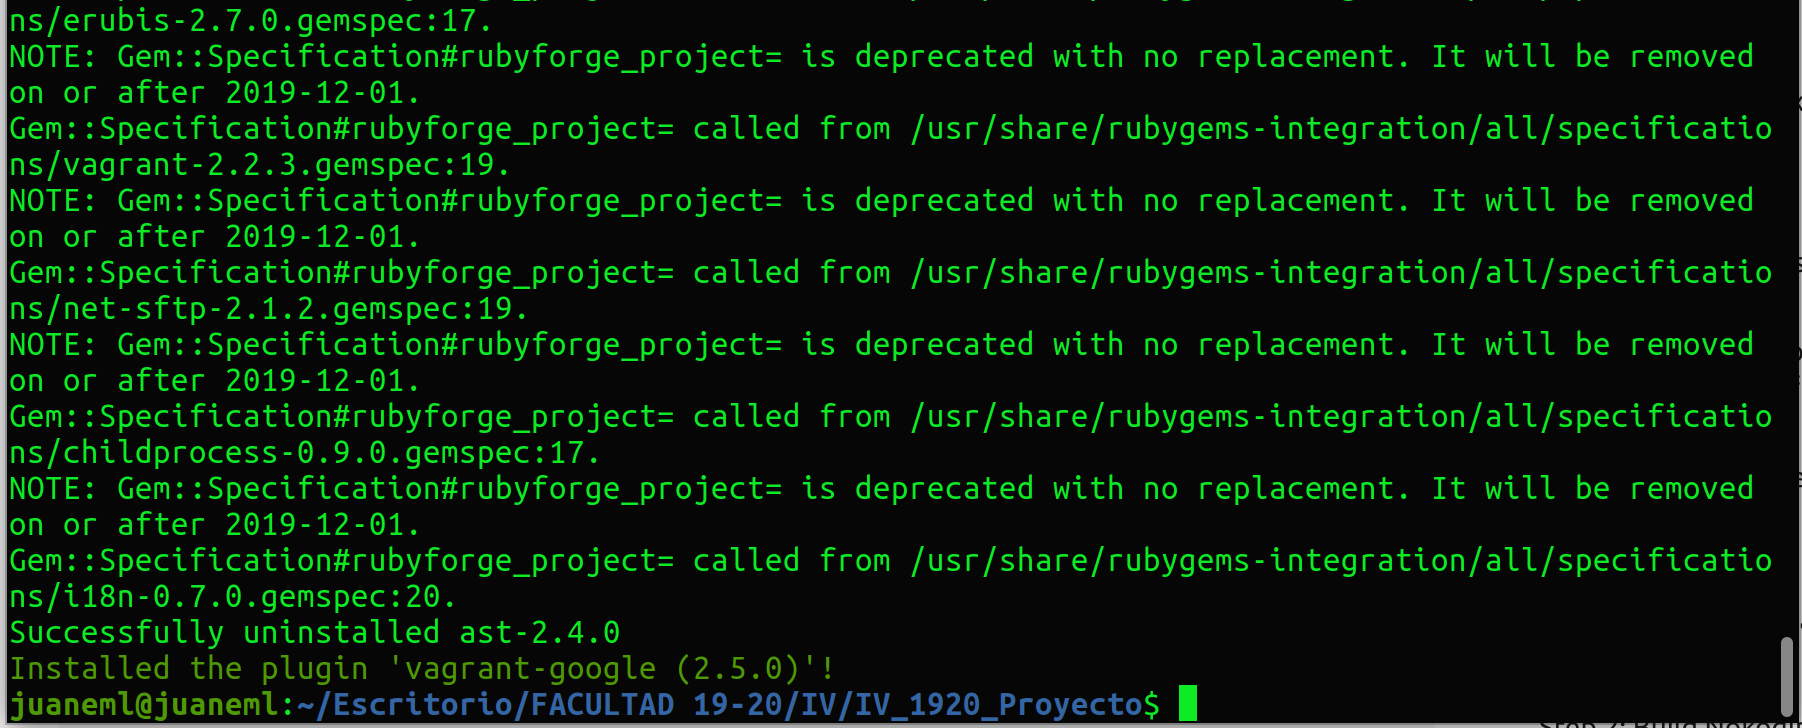 ns/erubis-2.7.0.gemspec:17.
NOTE: Gem::Specification#rubyforge_project= is deprecated with no replacement. It will be removed
on or after 2019-12-01.
Gem::Specification#rubyforge_project= called from /usr/share/rubygems-integration/all/specificatio
ns/vagrant-2.2.3.gemspec:19.
NOTE: Gem::Specification#rubyforge_project= is deprecated with no replacement. It will be removed
on or after 2019-12-01.
Gem::Specification#rubyforge_project= called from /usr/share/rubygems-integration/all/specificatio
ns/net-sftp-2.1.2.gemspec:19.
NOTE: Gem::Specification#rubyforge_project= is deprecated with no replacement. It will be removed
on or after 2019-12-01.
Gem::Specification#rubyforge_project= called from /usr/share/rubygems-integration/all/specificatio
ns/childprocess-0.9.0.gemspec:17.
NOTE: Gem::Specification#rubyforge_project= is deprecated with no replacement. It will be removed
on or after 2019-12-01.
Gem::Specification#rubyforge_project= called from /usr/share/rubygems-integration/all/specificatio
ns/i18n-0.7.0.gemspec:20.
Successfully uninstalled ast-2.4.0
Installed the plugin 'vagrant-google (2.5.0)'!
juaneml@juaneml:~/Escritorio/FACULTAD 19-20/IV/IV_1920_Proyecto$